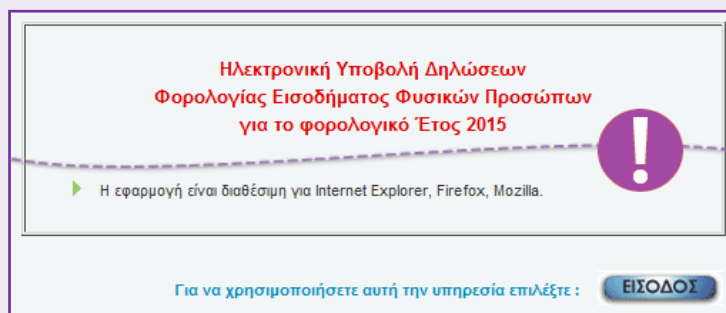 Ηλεκτρονική Υποβολή Δηλώσεων
Φορολογίας Εισοδήματος Φυσικών Προσώπων
για το φορολογικό Έτος 2015
Η εφαρμογή είναι διαθέσιμη για Internet Explorer, Firefox, Mozilla.
Για να χρησιμοποιήσετε αυτή την υπηρεσία επιλέξτε : ΕΙΣΟΔΟΣ